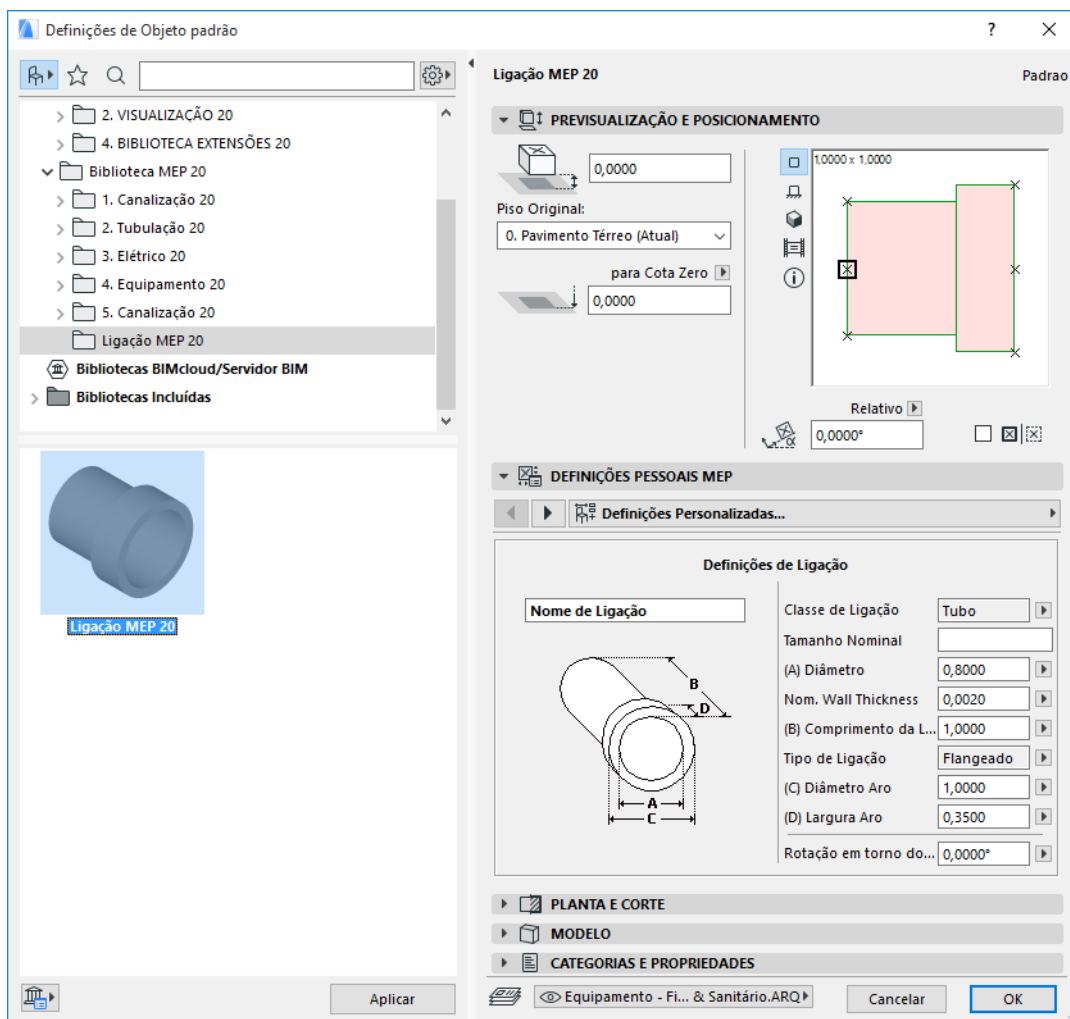 Definições de Objeto padrão
?
2. VISUALIZAÇÃO 20
4. BIBLIOTECA EXTENSÕES 20
Biblioteca MEP 20
1. Canalização 20
2. Tubulação 20
3. Elétrico 20
4. Equipamento 20
5. Canalização 20
Ligação MEP 20
Bibliotecas BIMcloud/Servidor BIM
Bibliotecas Incluídas
Ligação MEP 20
Aplicar
Ligação MEP 20
Padrao
PREVISUALIZAÇÃO E POSICIONAMENTO
0,0000
Piso Original:
0. Pavimento Térreo (Atual)
para Cota Zero
0,0000
1,0000 x 1,0000
Relativo
α
0,0000°
DEFINIÇÕES PESSOAIS MEP
Definições Personalizadas...
Definições de Ligação
Nome de Ligação
B
D
A
C
Classe de Ligação Tubo
Tamanho Nominal
(A) Diâmetro 0,8000
Nom. Wall Thickness 0,0020
(B) Comprimento da L... 1,0000
Tipo de Ligação Flangeado
(C) Diâmetro Aro 1,0000
(D) Largura Aro 0,3500
Rotação em torno do... 0,0000°
PLANTA E CORTE
MODELO
CATEGORIAS E PROPRIEDADES
Equipamento - Fi... & Sanitário.ARQ
Cancelar
OK